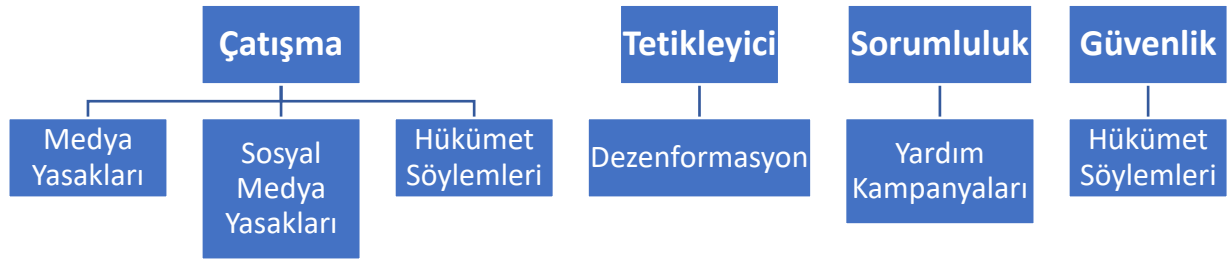 Çatışma
Tetikleyici
Sorumluluk
Güvenlik
Medya
Yasakları
Sosyal
Medya
Yasakları
Hükümet
Söylemleri
Dezenformasyon
Yardım
Kampanyaları
Hükümet
Söylemleri